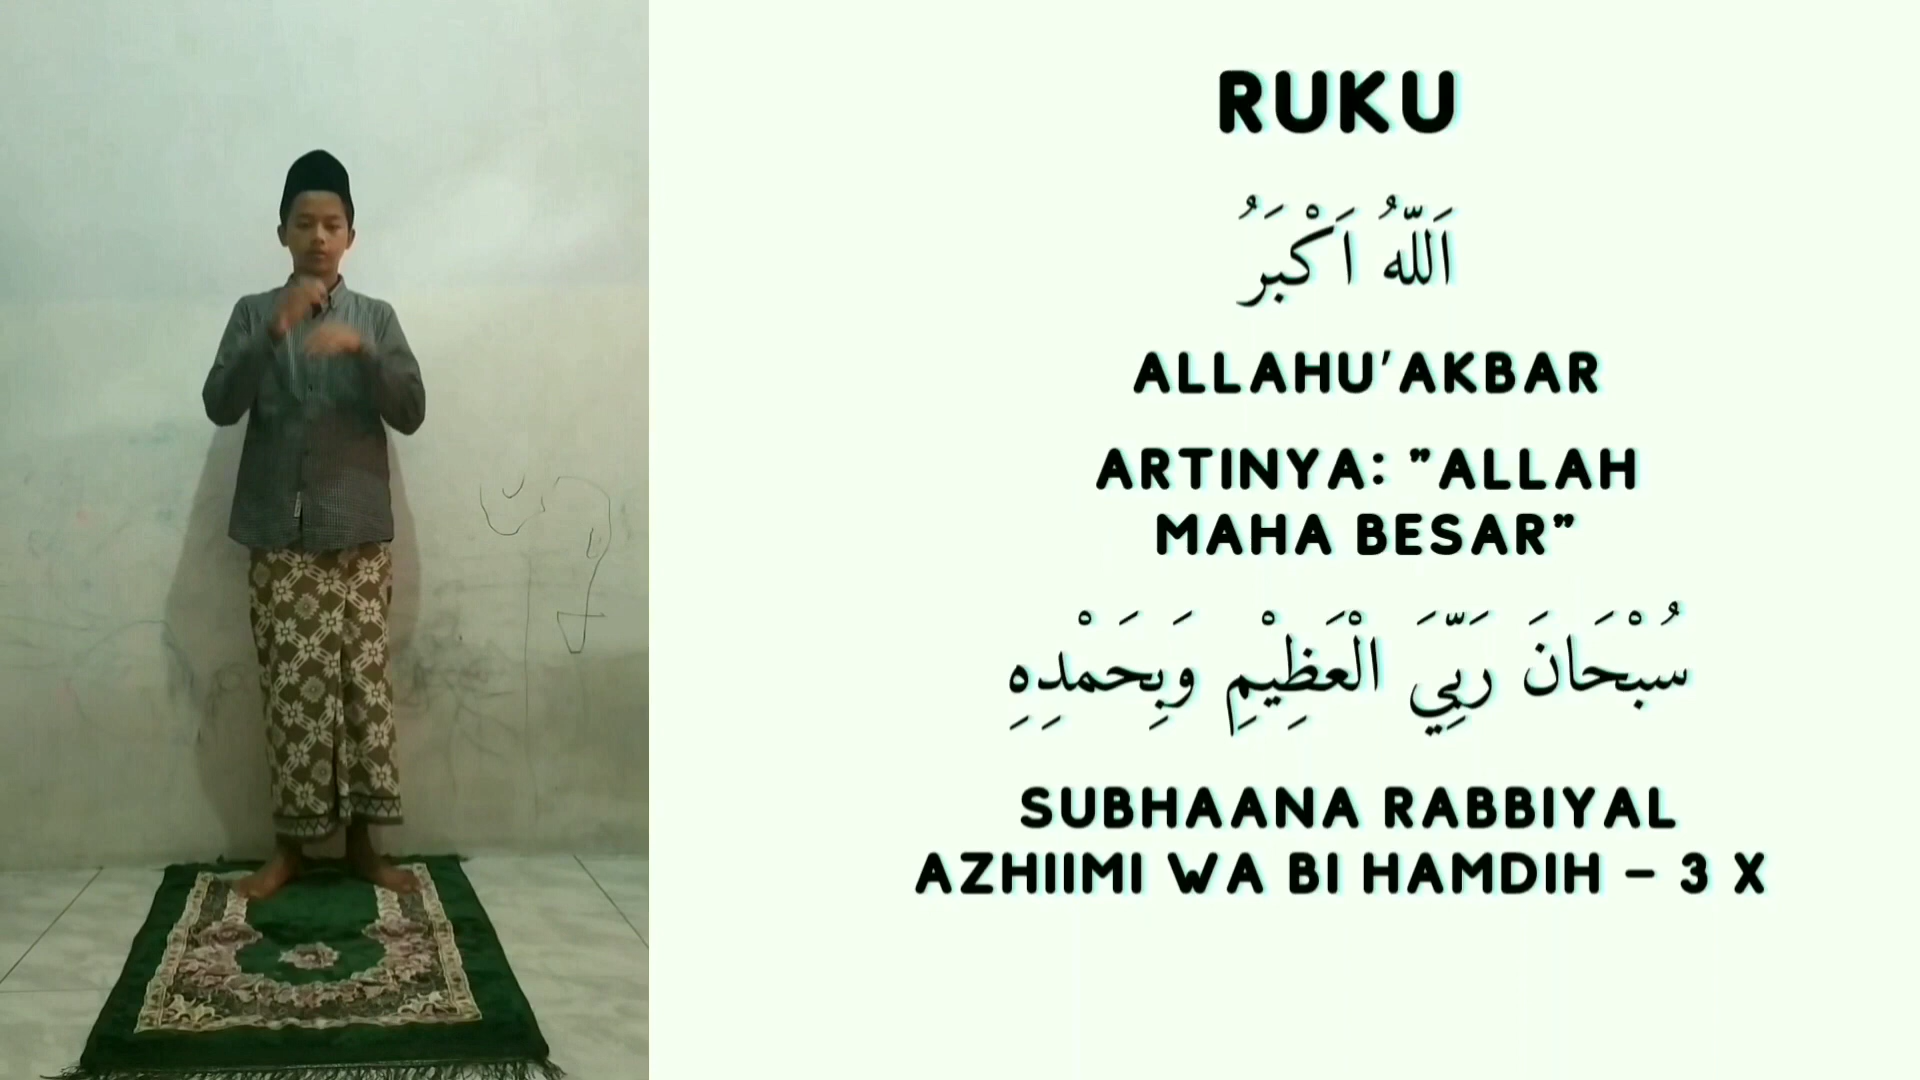 RUKU
اَللّٰهُ اَكْبَرُ
ALLAHU'AKBAR
ARTINYA: "ALLAH
MAHA BESAR"
سُبْحَانَ رَبِّيَ الْعَظِيْمِ وَبِحَمْدِهِ
SUBHAANA RABBIYAL
AZHIIMI WA BI HAMDIH – 3 X